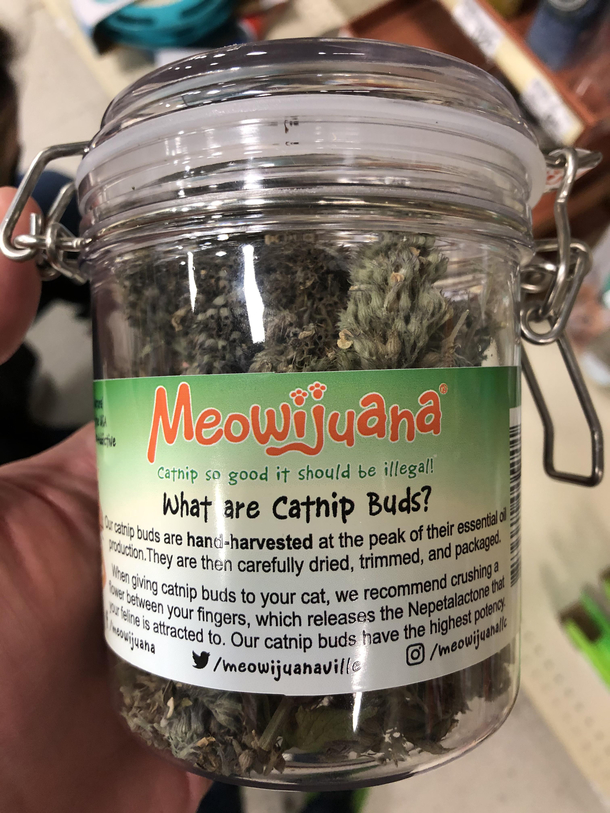 Meowijuana®
Catnip so good it should be illegal!
What are Catnip Buds?
Our catnip buds are hand-harvested at the peak of their essential oil
production.They are then carefully dried, trimmed, and packaged.
When giving catnip buds to your cat, we recommend crushing a
flower between your fingers, which releases the Nepetalactone that
your feline is attracted to. Our catnip buds have the highest potency.
/meowijuana
/meowijuanaville
/meowijuanallc